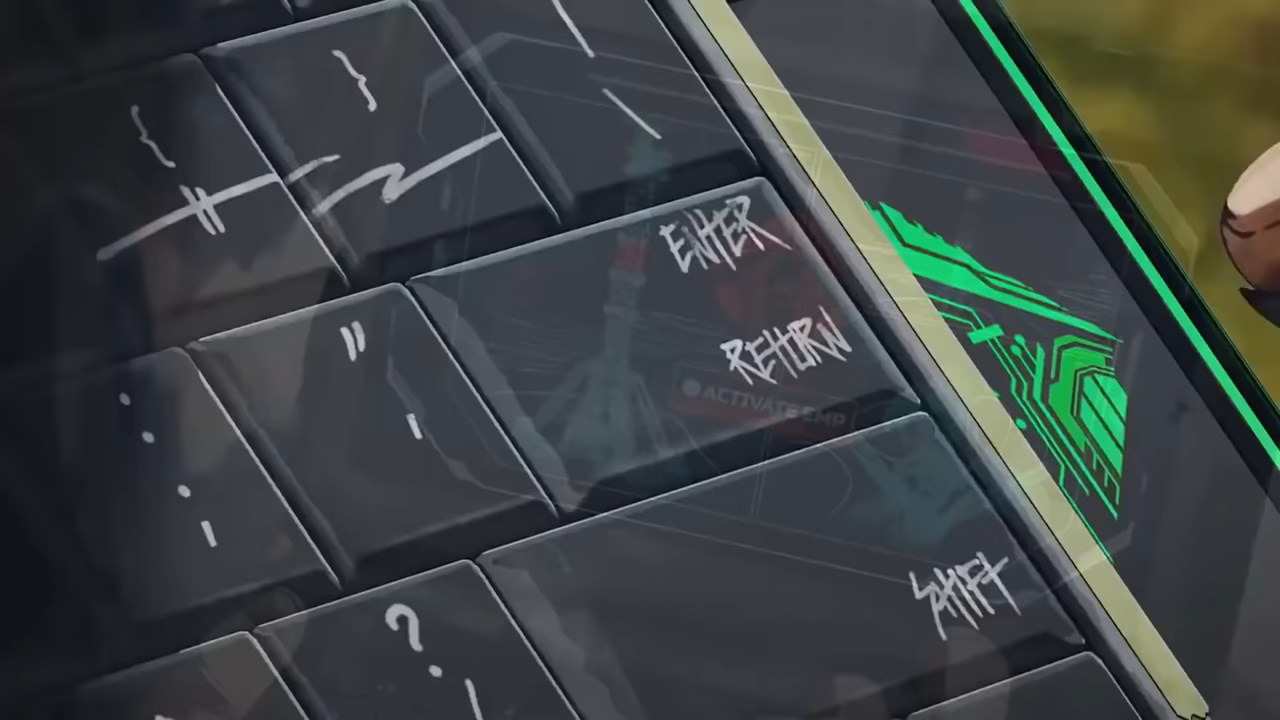 {
}
ENTER
RETURN
"
'
:
;
ACTIVATE EMP
SHIFT
?
/